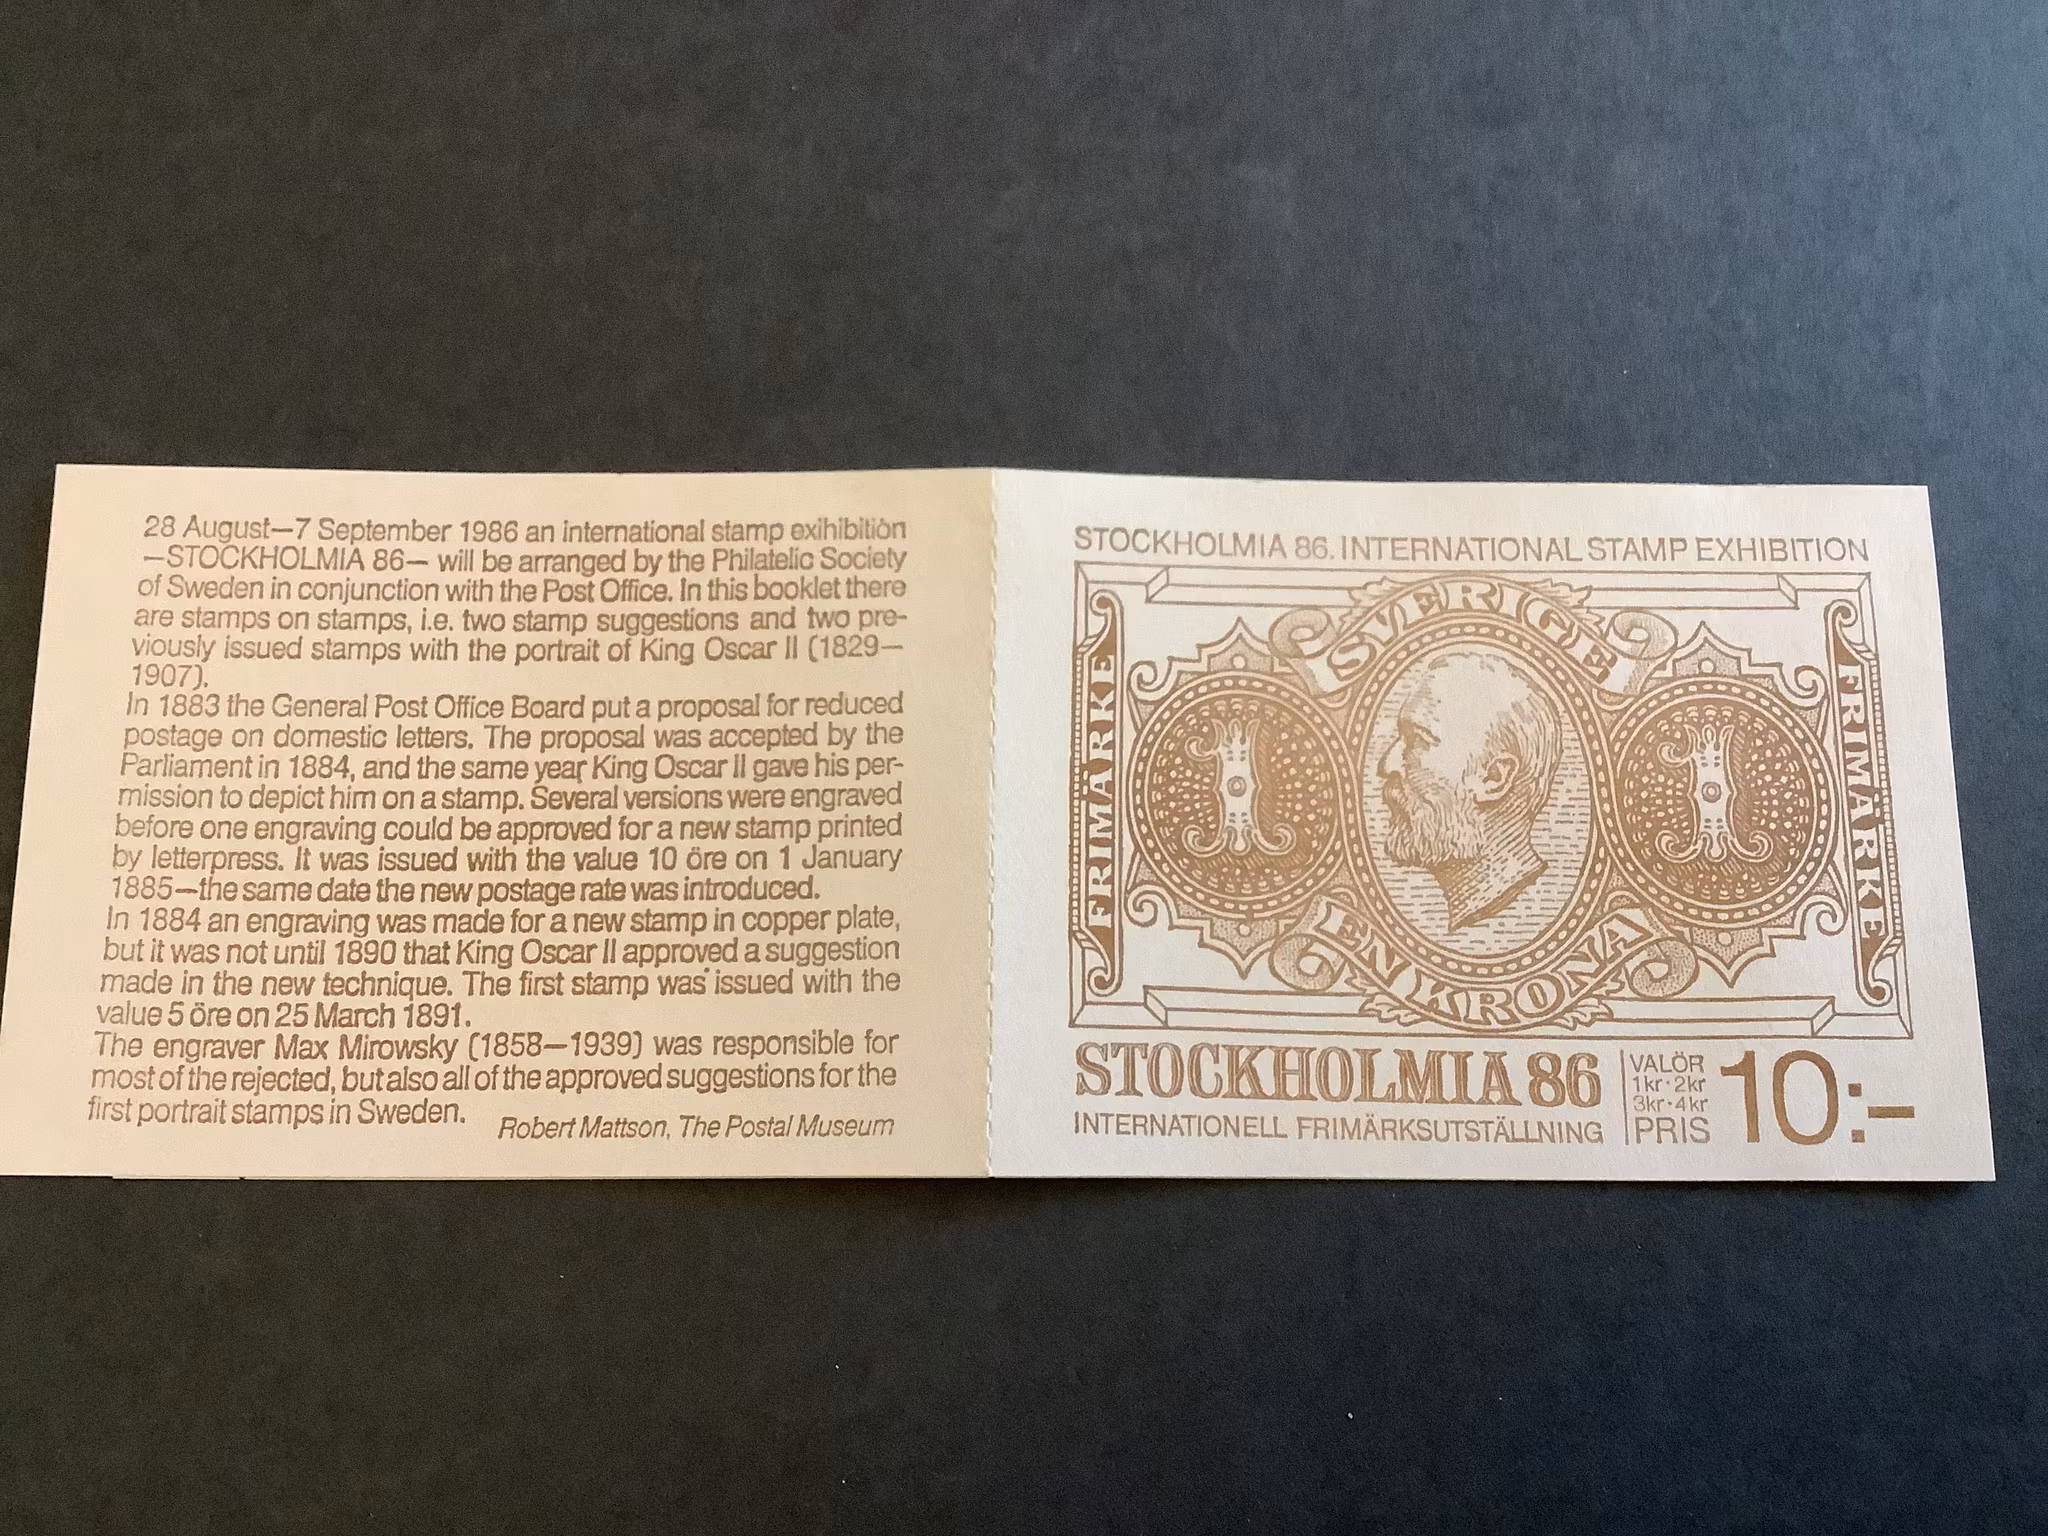 28 August—7 September 1986 an international stamp exihibition
—STOCKHOLMIA 86— will be arranged by the Philatelic Society
of Sweden in conjunction with the Post Office. In this booklet there
are stamps on stamps, i.e. two stamp suggestions and two pre-
viously issued stamps with the portrait of King Oscar II (1829—
1907).
In 1883 the General Post Office Board put a proposal for reduced
postage on domestic letters. The proposal was accepted by the
Parliament in 1884, and the same year King Oscar II gave his per-
mission to depict him on a stamp. Several versions were engraved
before one engraving could be approved for a new stamp printed
by letterpress. It was issued with the value 10 öre on 1 January
1885—the same date the new postage rate was introduced.
In 1884 an engraving was made for a new stamp in copper plate,
but it was not until 1890 that King Oscar II approved a suggestion
made in the new technique. The first stamp was issued with the
value 5 öre on 25 March 1891.
The engraver Max Mirowsky (1858—1939) was responsible for
most of the rejected, but also all of the approved suggestions for the
first portrait stamps in Sweden.
Robert Mattson, The Postal Museum
STOCKHOLMIA 86. INTERNATIONAL STAMP EXHIBITION
SVERIGE
FRIMÄRKE
1
1
FRIMÄRKE
EN KRONA
STOCKHOLMIA 86
INTERNATIONELL FRIMÄRKSUTSTÄLLNING
VALÖR
1kr·2kr
3kr·4kr
PRIS
10:-